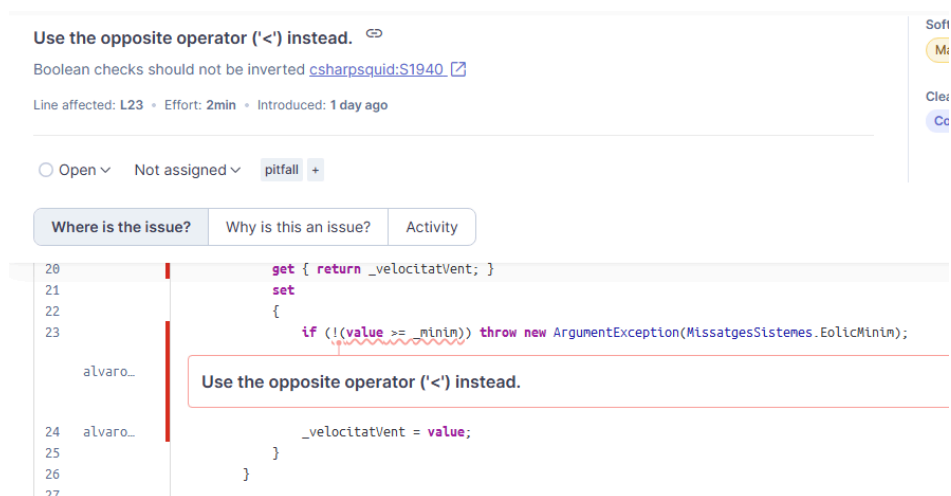 Use the opposite operator ('<') instead.
Soft
Boolean checks should not be inverted csharpsquid:S1940
Ma
Line affected: L23 • Effort: 2min • Introduced: 1 day ago
Clea
Co
Open
Not assigned
pitfall
+
Where is the issue?
Why is this an issue?
Activity
20 get { return _velocitatVent; }
21 set
22 {
23 if (!(value >= _minim)) throw new ArgumentException(MissatgesSistemes.EolicMinim);
alvaro…
Use the opposite operator ('<') instead.
24 alvaro… _velocitatVent = value;
25 }
26 }
27